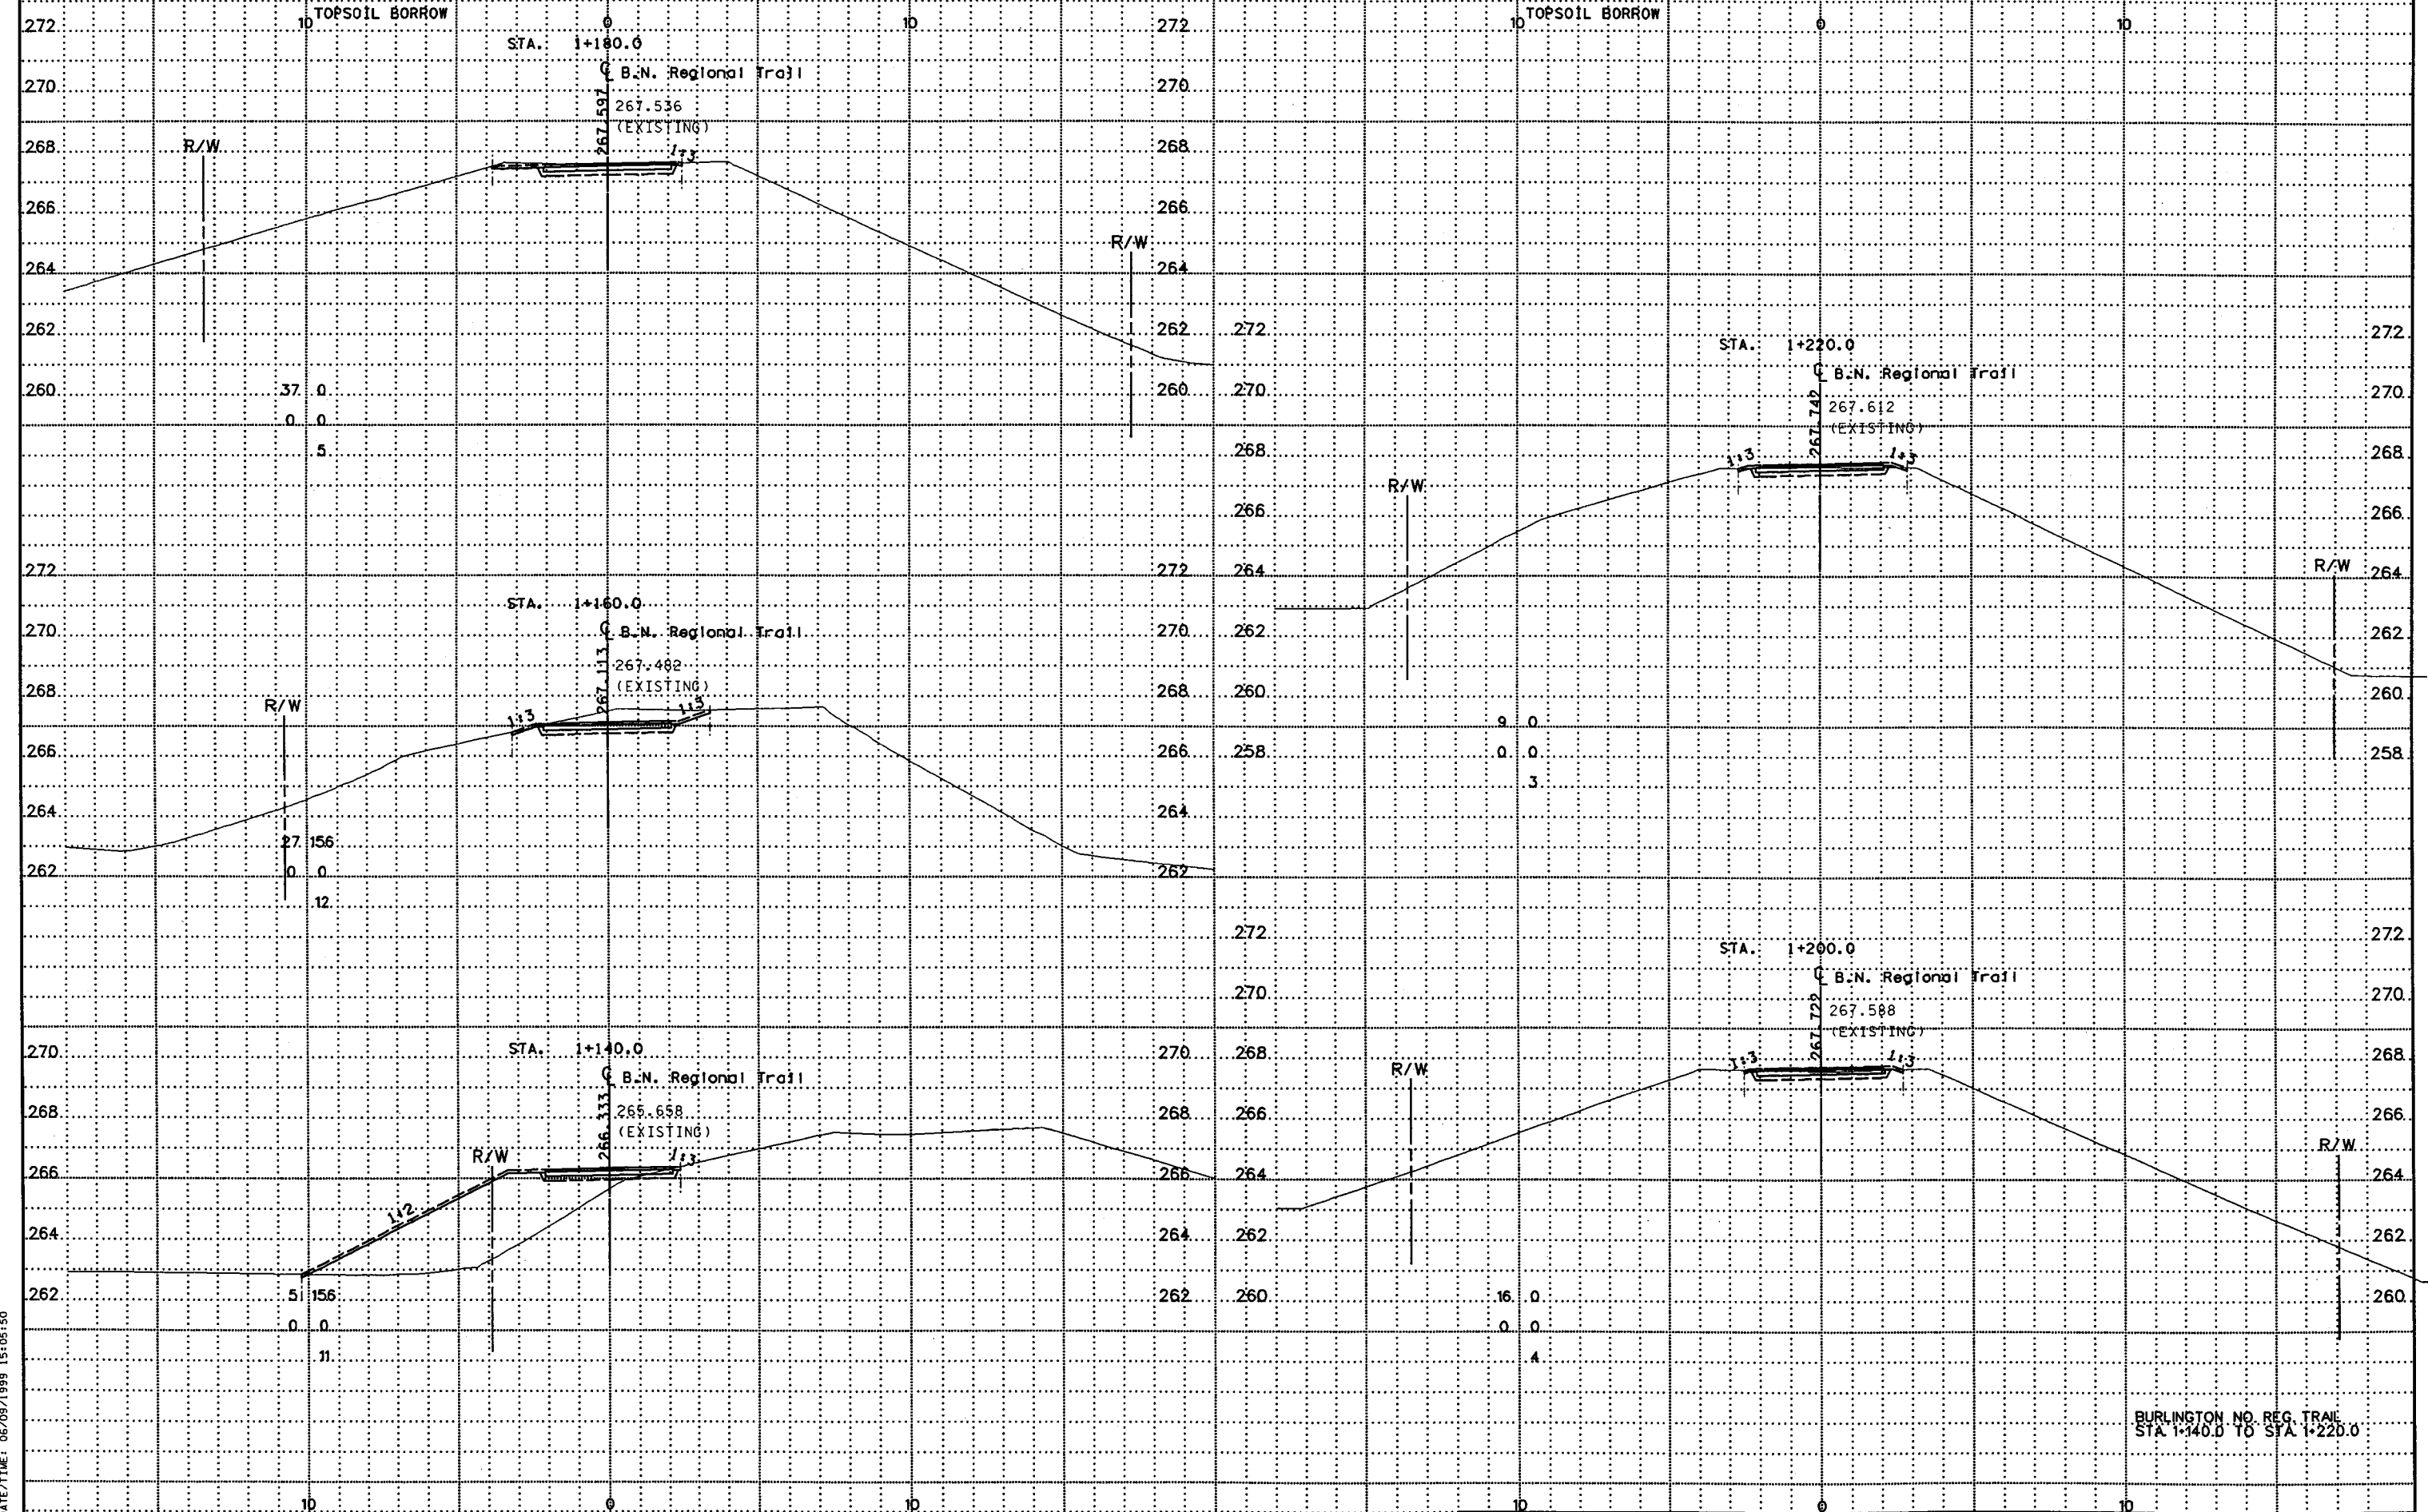 10 TOPSOIL BORROW 0 10
272 272
STA. 1+180.0
℄ B.N. Regional Trail
270 270
267.597
267.536
(EXISTING)
268 1:3 268
R/W
266 266
R/W
264 264
262 262
260 37 0 260
0 0
5
272 272
STA. 1+160.0
℄ B.N. Regional Trail
270 270
267.113
267.482
(EXISTING)
268 268
R/W 1:3 1:3
266 266
264 264
27 156
262 0 0 262
12
270 STA. 1+140.0 270
℄ B.N. Regional Trail
266.333
265.658
(EXISTING)
268 268
R/W 1:3
266 266
1:2
264 264
262 51 156 262
0 0
11
10 0 10
10 TOPSOIL BORROW 0 10
272 272
STA. 1+220.0
℄ B.N. Regional Trail
270 270
267.742
267.612
(EXISTING)
268 1:3 1:3 268
R/W
266 266
R/W
264 264
262 262
260 260
9 0
258 0 0 258
3
272 272
STA. 1+200.0
℄ B.N. Regional Trail
270 270
267.722
267.588
(EXISTING)
268 1:3 1:3 268
R/W
266 266
R/W
264 264
262 262
260 16 0 260
0 0
4
BURLINGTON NO. REG. TRAIL
STA. 1+140.0 TO STA. 1+220.0
10 0 10
ATE/TIME: 06/09/1999 15:05:50